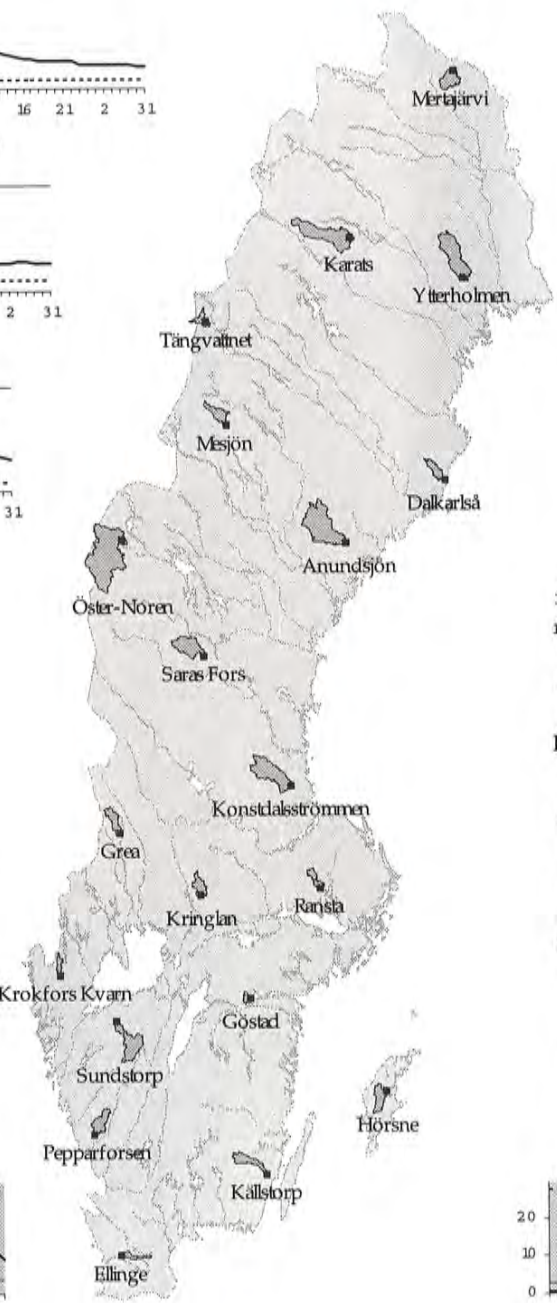 16 21 2 31
Mertajärvi
Karats
Ytterholmen
2 31
Tängvattnet
Mesjön
Dalkarlså
31
Anundsjön
Öster-Noren
Saras Fors
Konstdalsströmmen
Grea
Kringlan
Ransta
Krokfors Kvarn
Göstad
Sundstorp
Hörsne
Pepparforsen
Källstorp
20
10
0
Ellinge